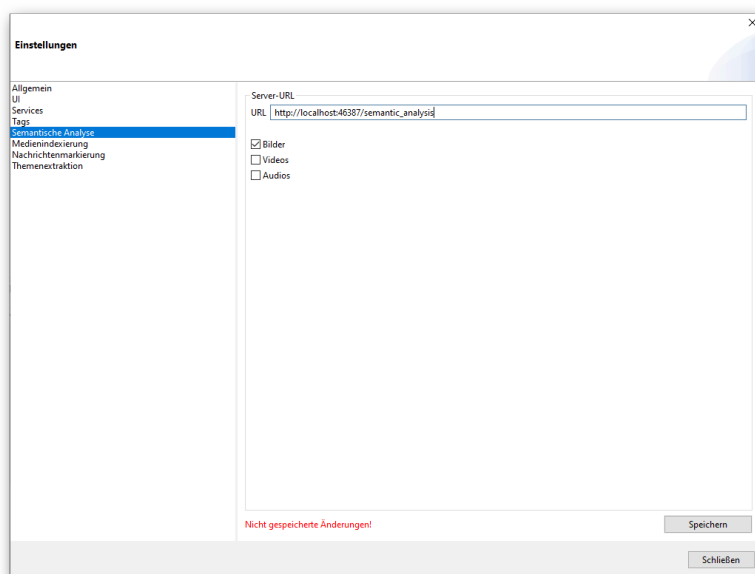 Einstellungen
Allgemein
UI
Services
Tags
Semantische Analyse
Medienindexierung
Nachrichtenmarkierung
Themenextraktion
Server-URL
URL http://localhost:46387/semantic_analysis
Bilder
Videos
Audios
Nicht gespeicherte Änderungen!
Speichern
Schließen